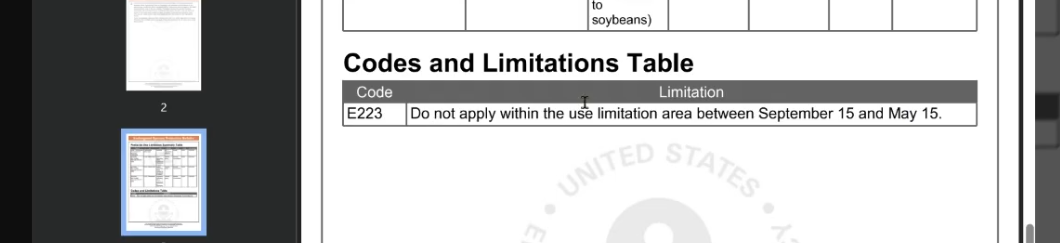 to
soybeans)
Codes and Limitations Table
Code Limitation
E223 Do not apply within the use limitation area between September 15 and May 15.
2
UNITED STATES